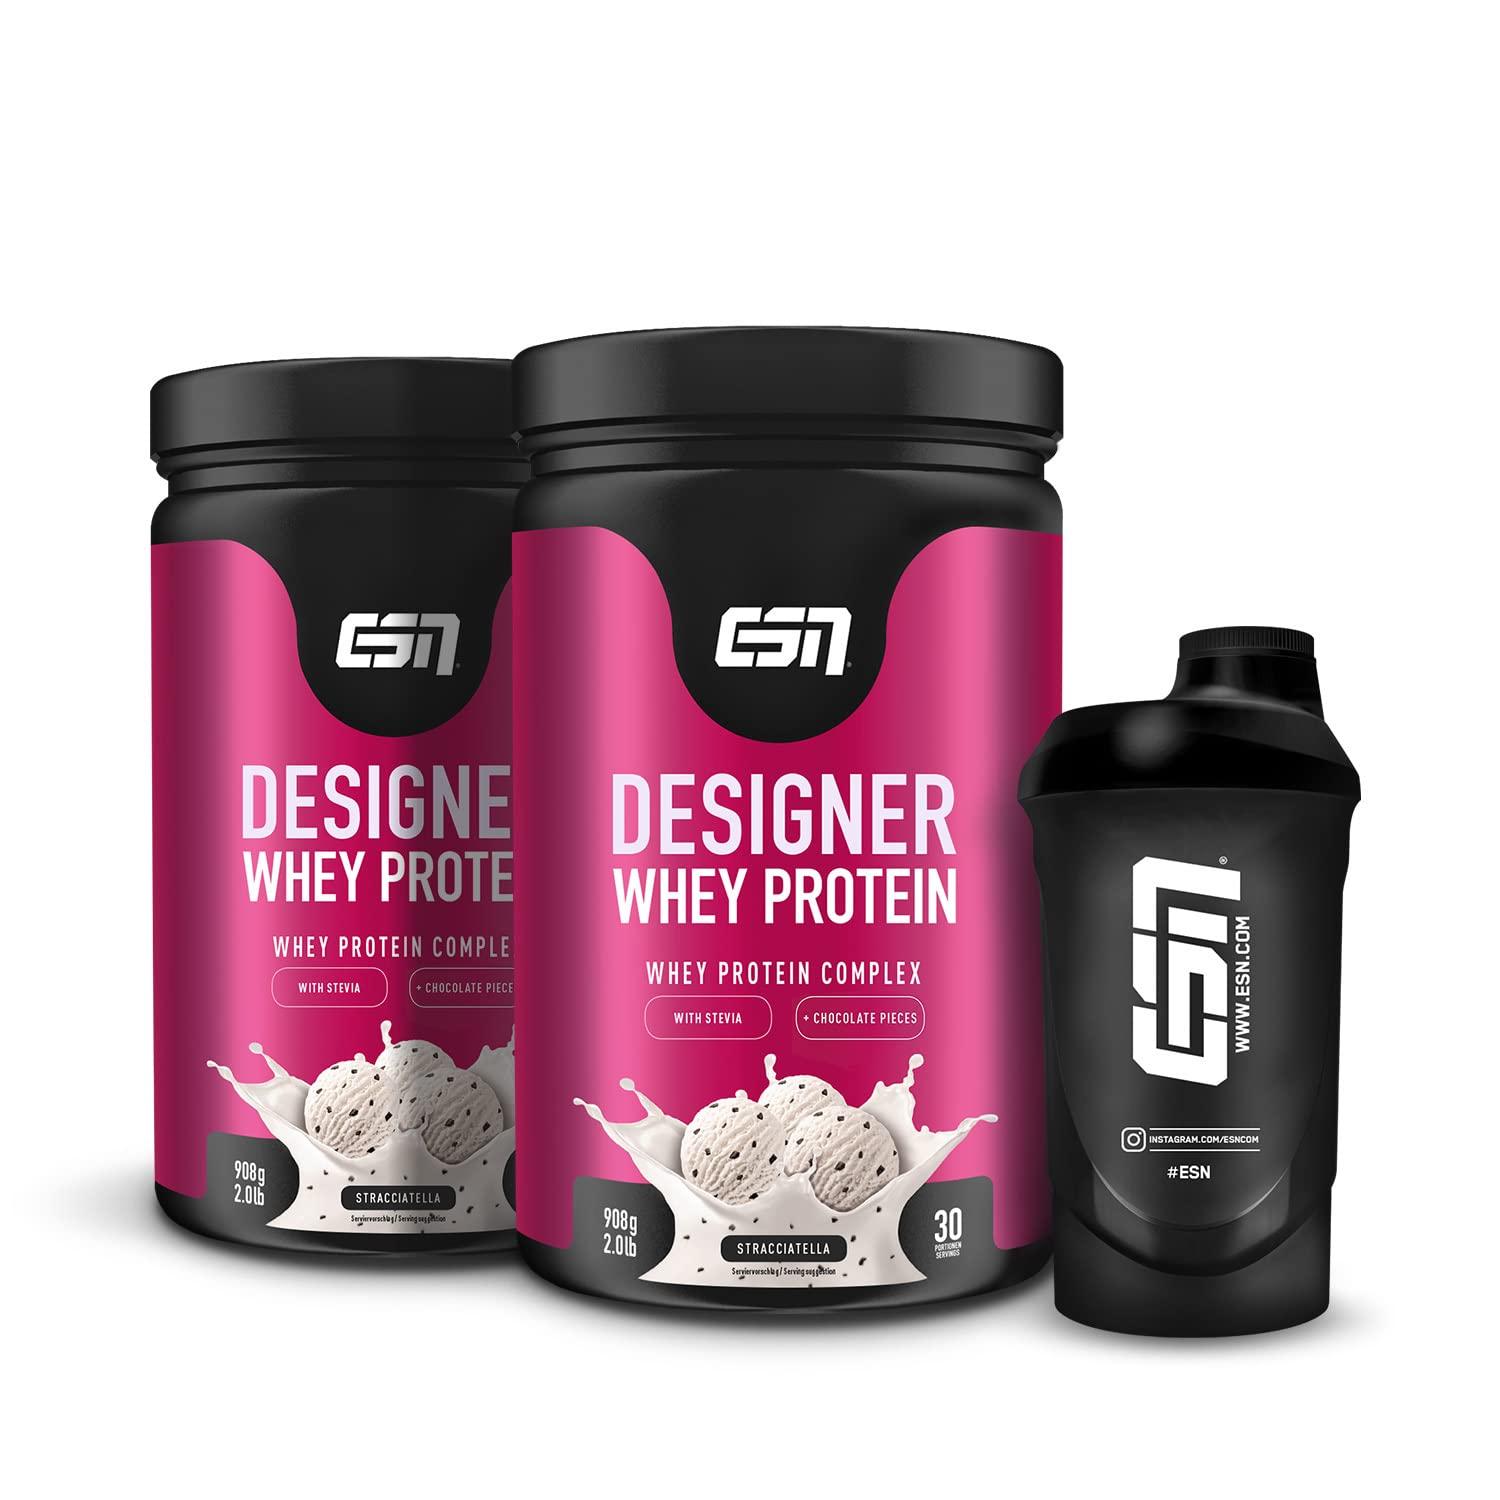 ESN
DESIGNE
WHEY PROTE
WHEY PROTEIN COMPLE
WITH STEVIA
+ CHOCOLATE PIECE
908g
2.0lb
STRACCIATELLA
Serviervorschlag / Serving suggestion
ESN
DESIGNER
WHEY PROTEIN
WHEY PROTEIN COMPLEX
WITH STEVIA
+ CHOCOLATE PIECES
908g
2.0lb
STRACCIATELLA
Serviervorschlag / Serving suggestion
30
PORTIONEN
SERVINGS
ESN®
WWW.ESN.COM
INSTAGRAM.COM/ESNCOM
#ESN